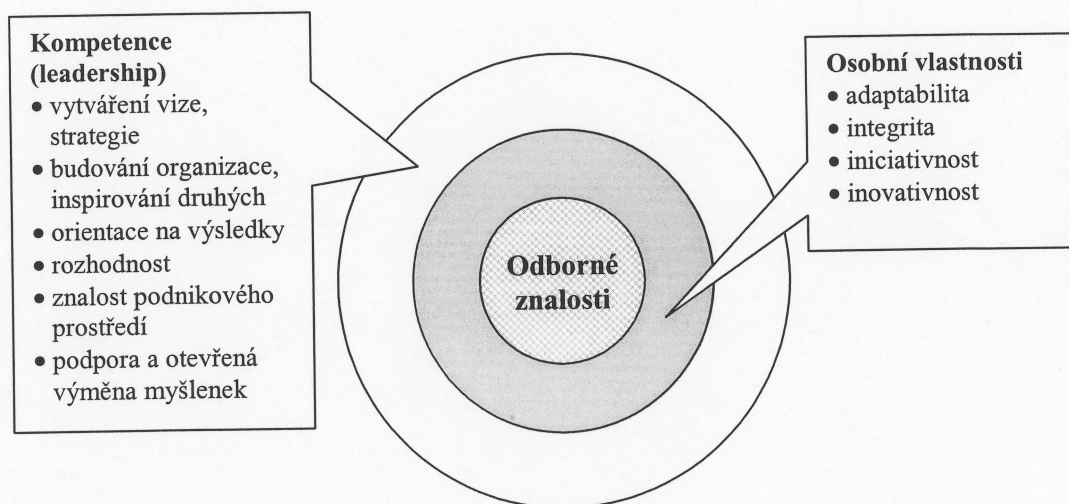 Kompetence
(leadership)
• vytváření vize,
strategie
• budování organizace,
inspirování druhých
• orientace na výsledky
• rozhodnost
• znalost podnikového
prostředí
• podpora a otevřená
výměna myšlenek
Odborné
znalosti
Osobní vlastnosti
• adaptabilita
• integrita
• iniciativnost
• inovativnost